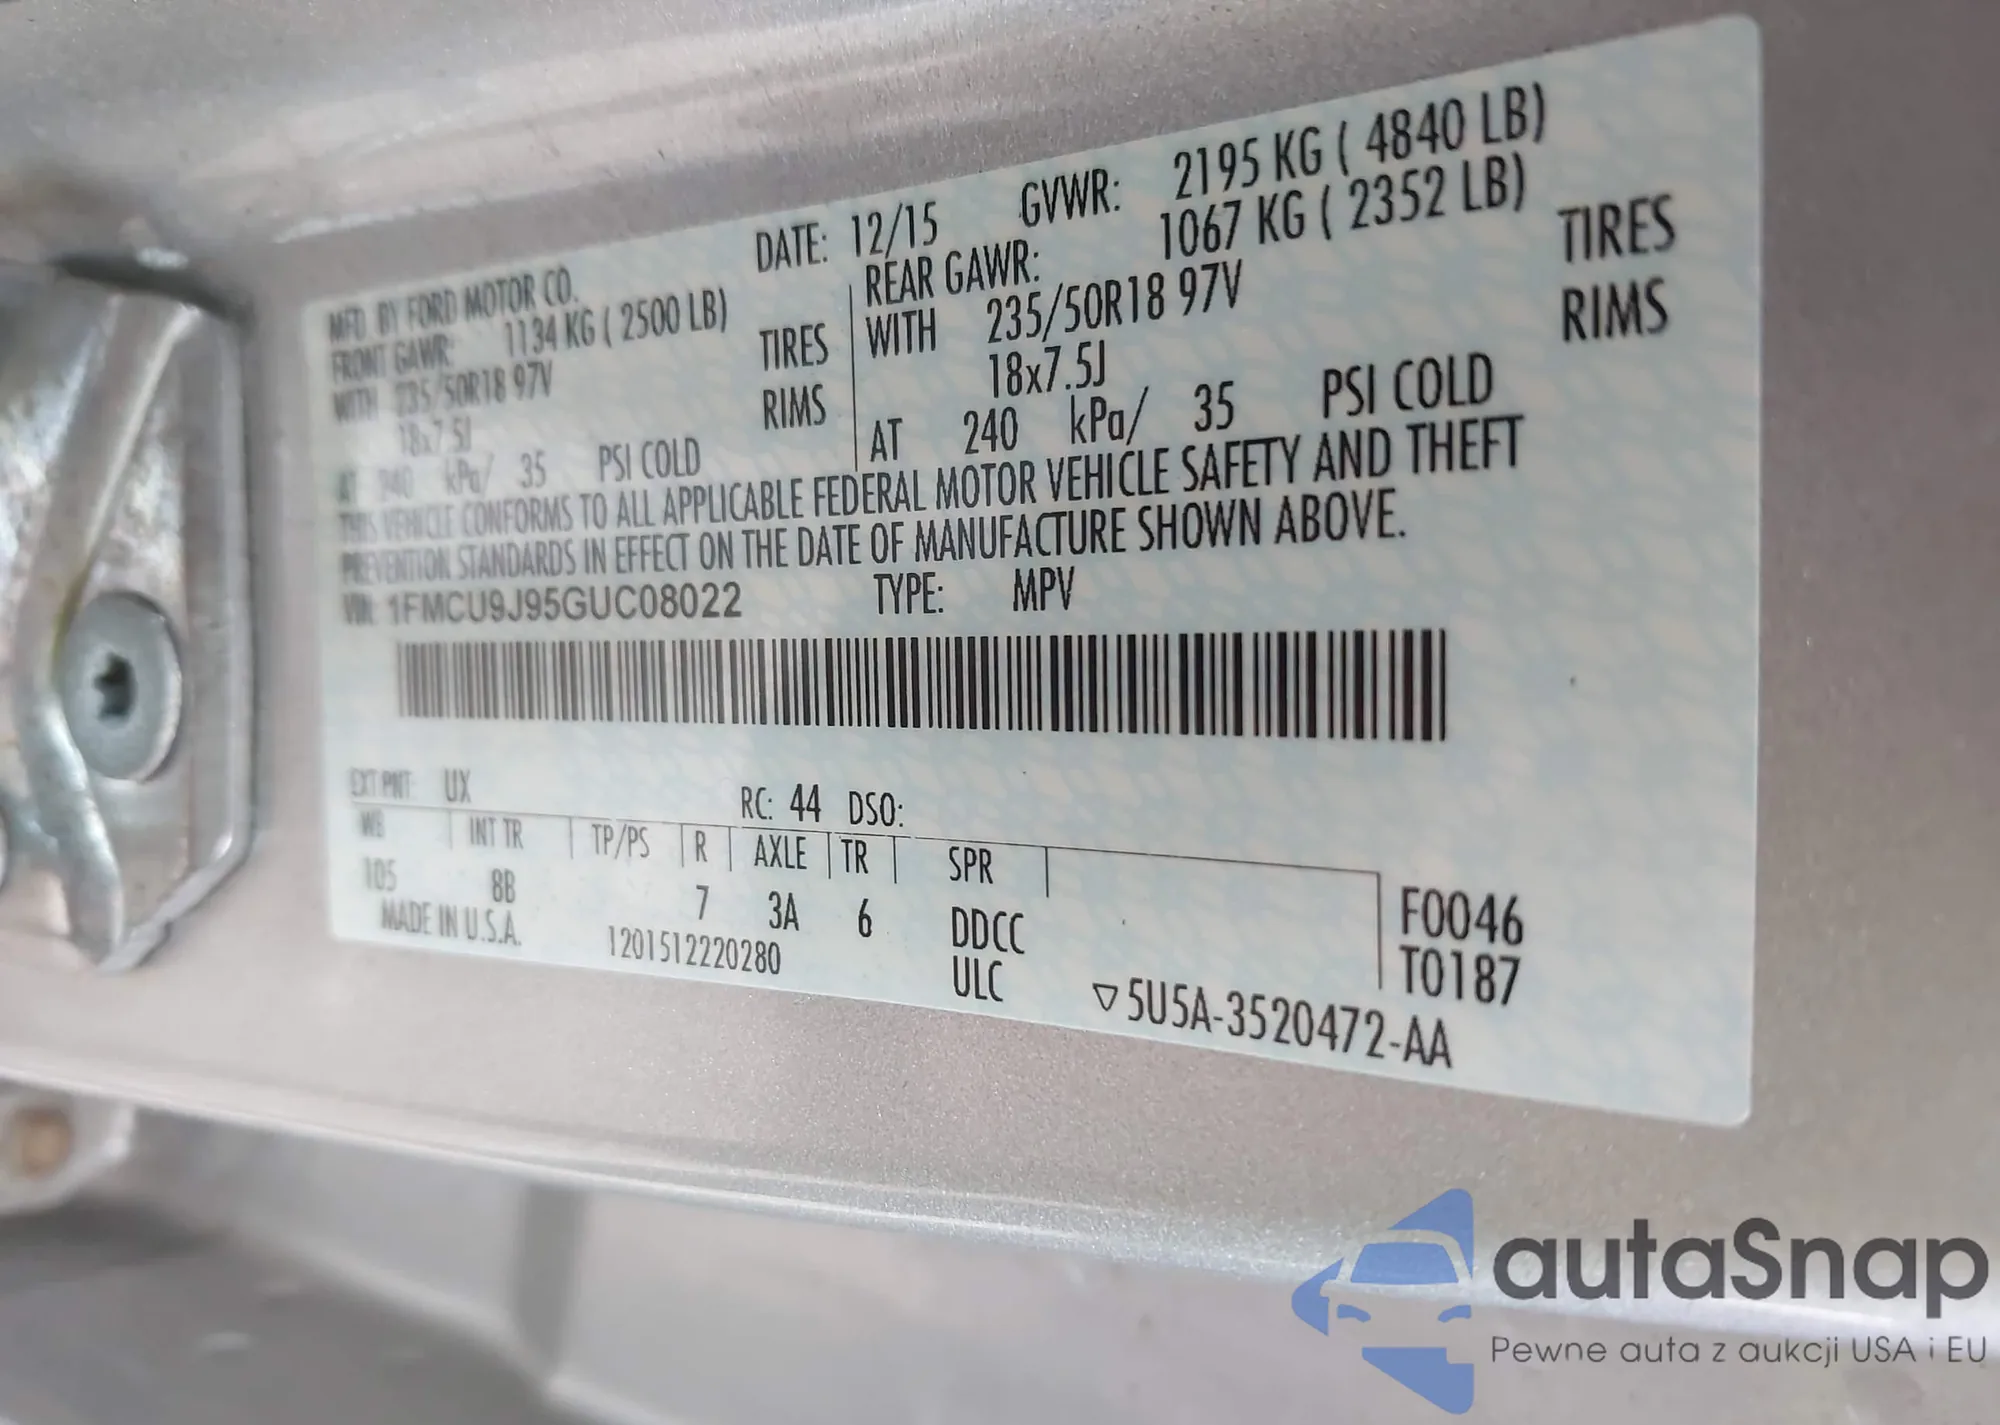 MFD. BY FORD MOTOR CO. DATE: 12/15 GVWR: 2195 KG ( 4840 LB)
FRONT GAWR: 1134 KG ( 2500 LB) REAR GAWR: 1067 KG ( 2352 LB)
WITH 235/50R18 97V TIRES WITH 235/50R18 97V TIRES
18x7.5J RIMS 18x7.5J RIMS
AT 240 kPa/ 35 PSI COLD AT 240 kPa/ 35 PSI COLD
THIS VEHICLE CONFORMS TO ALL APPLICABLE FEDERAL MOTOR VEHICLE SAFETY AND THEFT
PREVENTION STANDARDS IN EFFECT ON THE DATE OF MANUFACTURE SHOWN ABOVE.
VIN: 1FMCU9J95GUC08022 TYPE: MPV
EXT PNT: UX RC: 44 DSO:
WB INT TR TP/PS R AXLE TR SPR
105 8B 7 3A 6 DDCC F0046
MADE IN U.S.A. 1201512220280 ULC T0187
▽5U5A-3520472-AA
autaSnap
Pewne auta z aukcji USA i EU